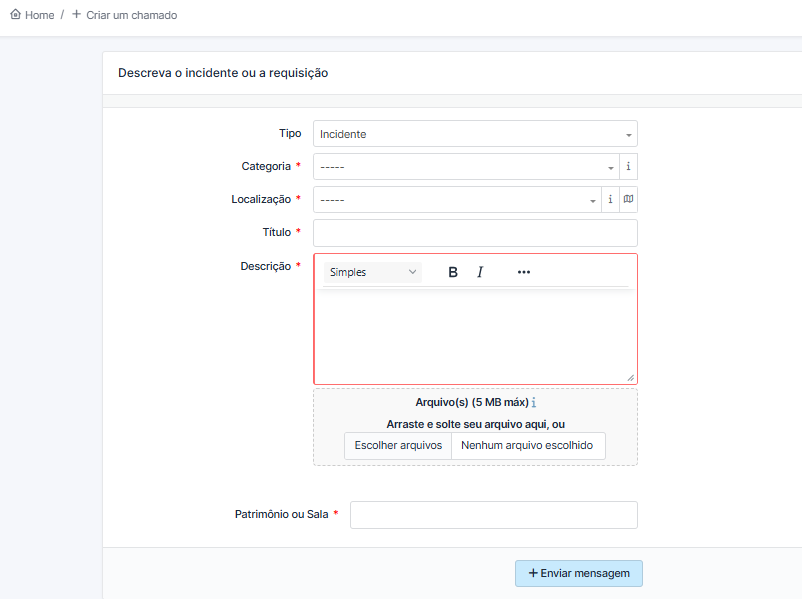 Home / + Criar um chamado
Descreva o incidente ou a requisição
Tipo Incidente
Categoria * ----- i
Localização * ----- i
Título *
Descrição * Simples B I •••
Arquivo(s) (5 MB máx) i
Arraste e solte seu arquivo aqui, ou
Escolher arquivos Nenhum arquivo escolhido
Patrimônio ou Sala *
+ Enviar mensagem